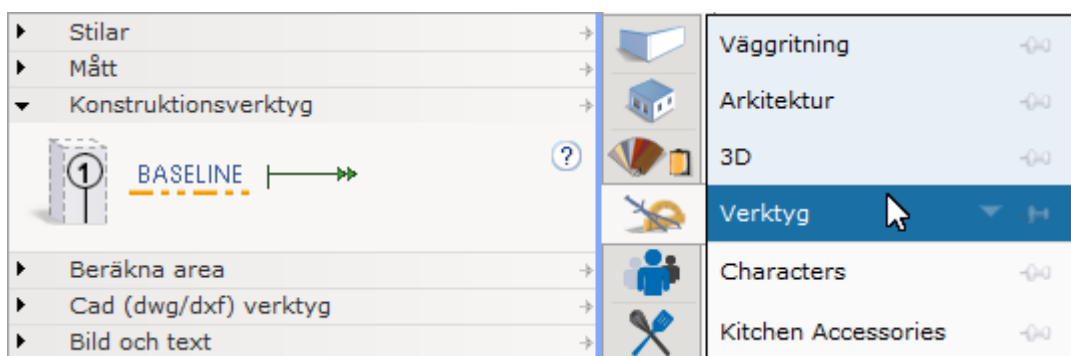 Stilar
Mått
Konstruktionsverktyg
1
BASELINE
?
Beräkna area
Cad (dwg/dxf) verktyg
Bild och text
Väggritning
Arkitektur
3D
Verktyg
Characters
Kitchen Accessories